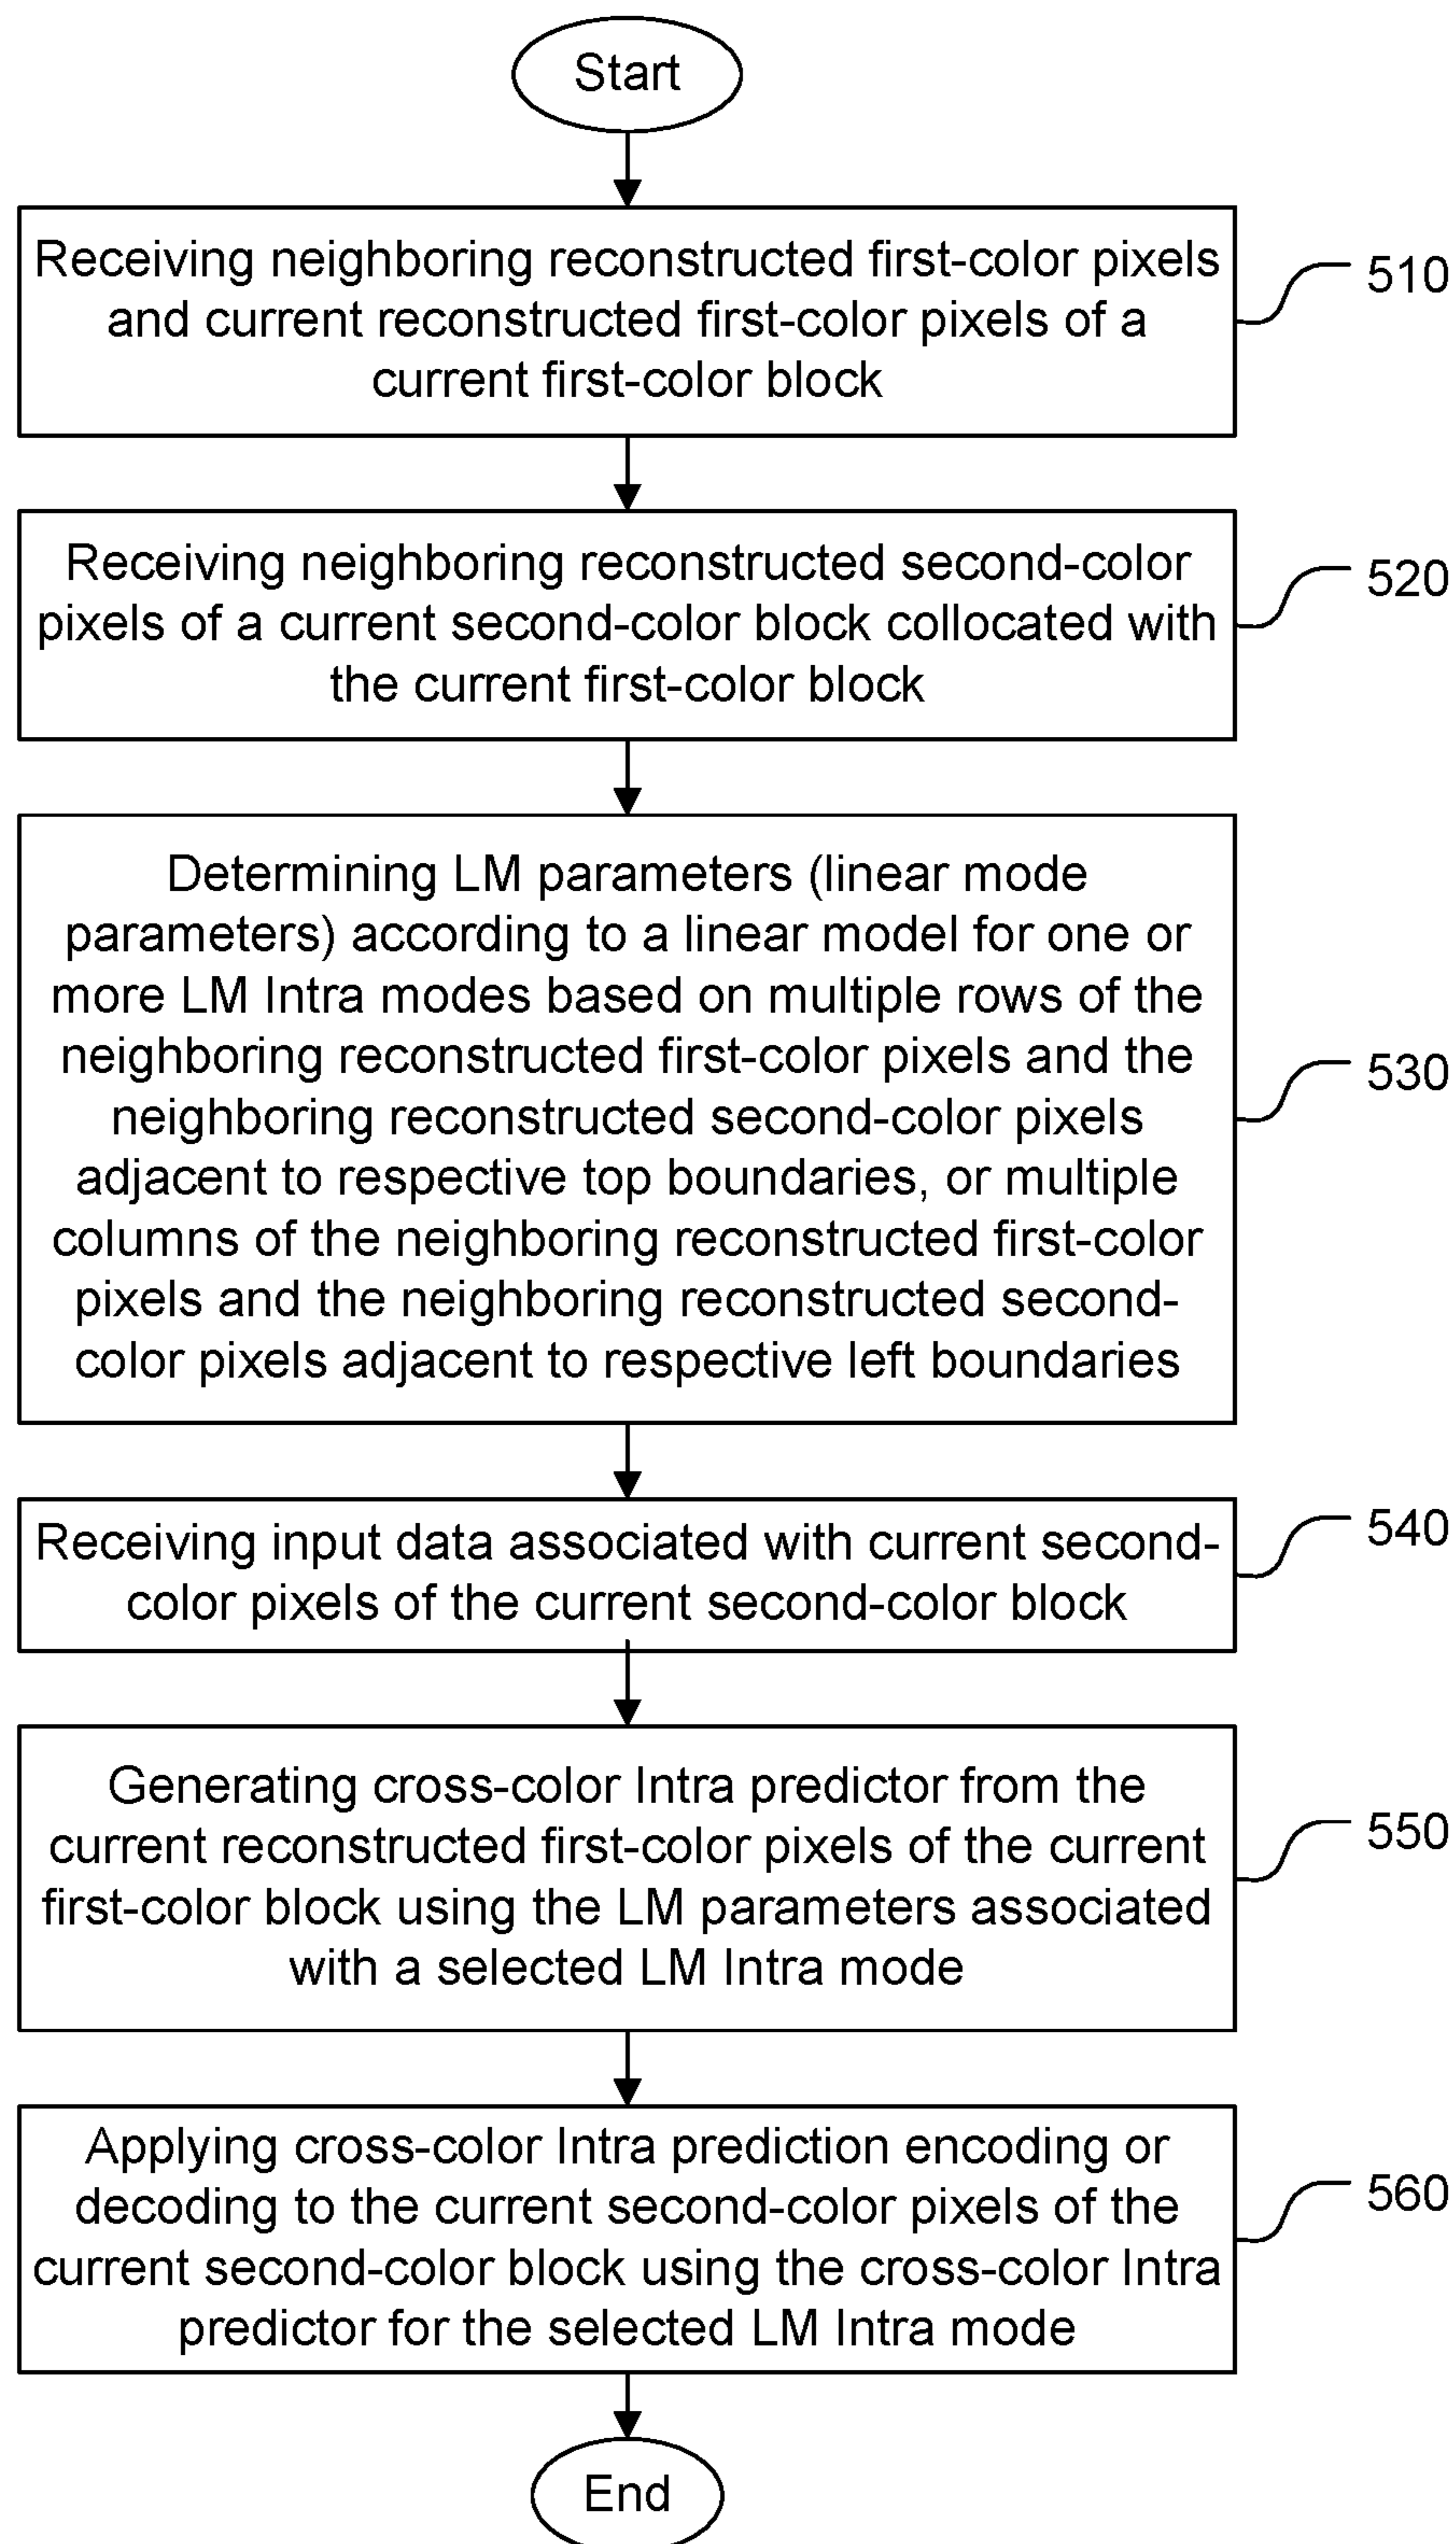 Start
Receiving neighboring reconstructed first-color pixels
and current reconstructed first-color pixels of a
current first-color block
510
Receiving neighboring reconstructed second-color
pixels of a current second-color block collocated with
the current first-color block
520
Determining LM parameters (linear mode
parameters) according to a linear model for one or
more LM Intra modes based on multiple rows of the
neighboring reconstructed first-color pixels and the
neighboring reconstructed second-color pixels
adjacent to respective top boundaries, or multiple
columns of the neighboring reconstructed first-color
pixels and the neighboring reconstructed second-
color pixels adjacent to respective left boundaries
530
Receiving input data associated with current second-
color pixels of the current second-color block
540
Generating cross-color Intra predictor from the
current reconstructed first-color pixels of the current
first-color block using the LM parameters associated
with a selected LM Intra mode
550
Applying cross-color Intra prediction encoding or
decoding to the current second-color pixels of the
current second-color block using the cross-color Intra
predictor for the selected LM Intra mode
560
End